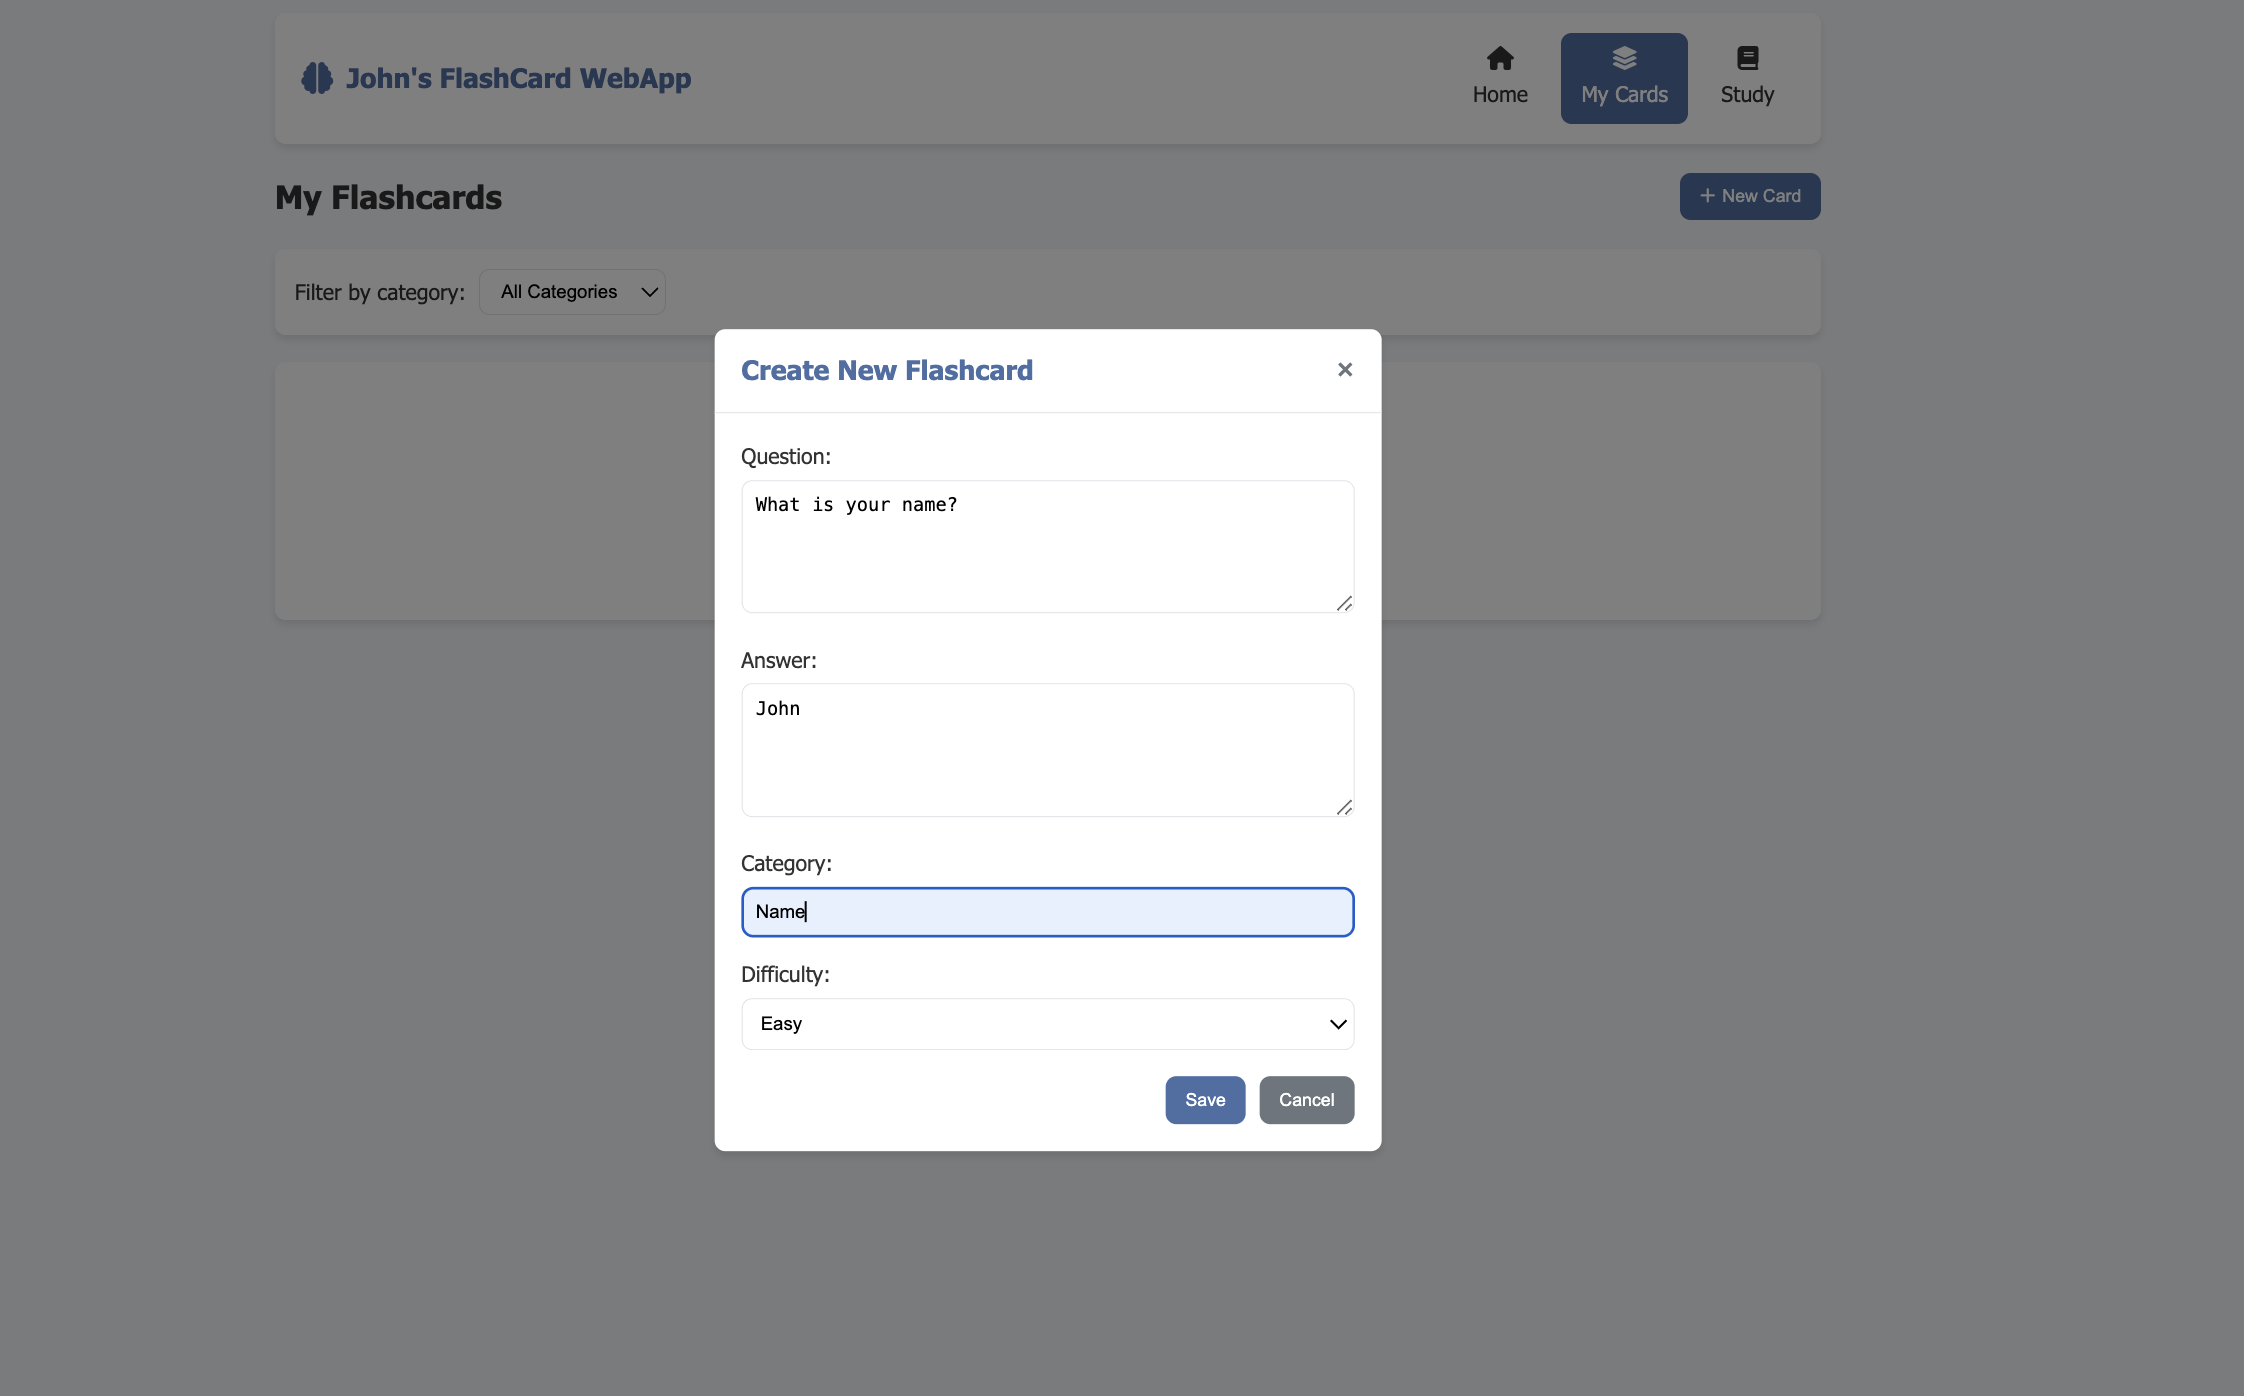 John's FlashCard WebApp
Home
My Cards
Study
My Flashcards
+ New Card
Filter by category:
All Categories
Create New Flashcard
×
Question:
What is your name?
Answer:
John
Category:
Name
Difficulty:
Easy
Save
Cancel